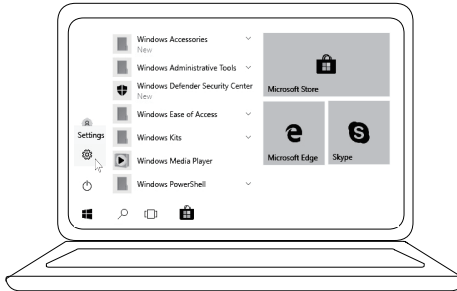 Windows Accessories
New
Windows Administrative Tools
Windows Defender Security Center
New
Windows Ease of Access
Windows Kits
Windows Media Player
Windows PowerShell
Settings
Microsoft Store
Microsoft Edge
Skype